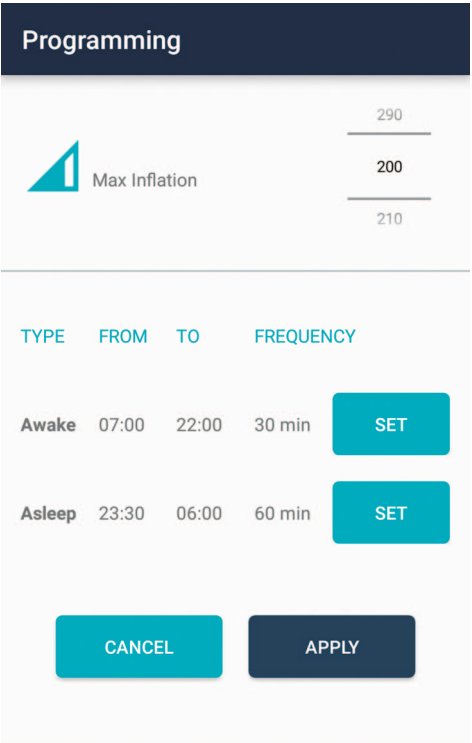 Programming
290
Max Inflation 200
210
TYPE FROM TO FREQUENCY
Awake 07:00 22:00 30 min SET
Asleep 23:30 06:00 60 min SET
CANCEL APPLY